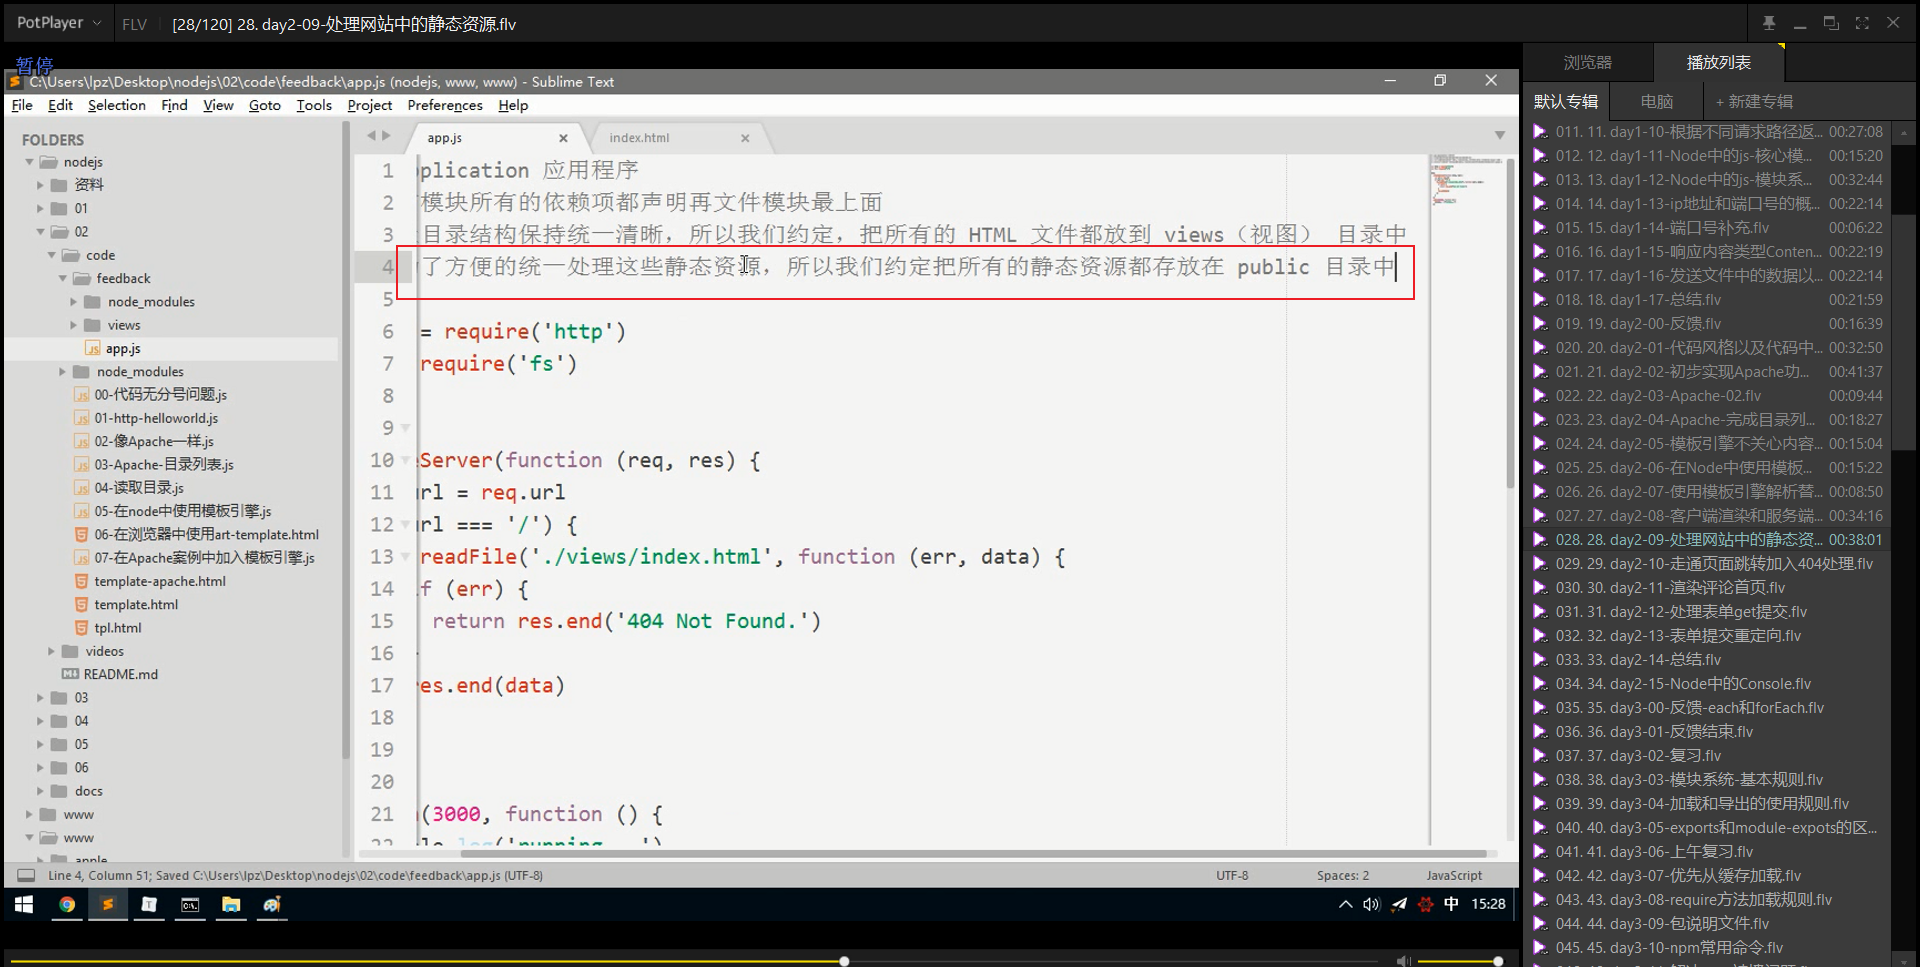 PotPlayer
FLV
[28/120] 28. day2-09-处理网站中的静态资源.flv
暂停
C:\Users\lpz\Desktop\nodejs\02\code\feedback\app.js (nodejs, www, www) - Sublime Text
File Edit Selection Find View Goto Tools Project Preferences Help
FOLDERS
nodejs
资料
01
02
code
feedback
node_modules
views
app.js
node_modules
00-代码无分号问题.js
01-http-helloworld.js
02-像Apache一样.js
03-Apache-目录列表.js
04-读取目录.js
05-在node中使用模板引擎.js
06-在浏览器中使用art-template.html
07-在Apache案例中加入模板引擎.js
template-apache.html
template.html
tpl.html
videos
README.md
03
04
05
06
docs
www
www
apple
app.js
index.html
1 plication 应用程序
2 模块所有的依赖项都声明再文件模块最上面
3 目录结构保持统一清晰，所以我们约定，把所有的 HTML 文件都放到 views（视图） 目录中
4 了方便的统一处理这些静态资源，所以我们约定把所有的静态资源都存放在 public 目录中
5
6 = require('http')
7 require('fs')
8
9
10 Server(function (req, res) {
11 rl = req.url
12 rl === '/') {
13 readFile('./views/index.html', function (err, data) {
14 f (err) {
15 return res.end('404 Not Found.')
16
17 es.end(data)
18
19
20
21 (3000, function () {
22
Line 4, Column 51; Saved C:\Users\lpz\Desktop\nodejs\02\code\feedback\app.js (UTF-8)
UTF-8
Spaces: 2
JavaScript
中
15:28
浏览器
播放列表
默认专辑
电脑
+ 新建专辑
011. 11. day1-10-根据不同请求路径返... 00:27:08
012. 12. day1-11-Node中的js-核心模... 00:15:20
013. 13. day1-12-Node中的js-模块系... 00:32:44
014. 14. day1-13-ip地址和端口号的概... 00:22:14
015. 15. day1-14-端口号补充.flv 00:06:22
016. 16. day1-15-响应内容类型Conten... 00:22:19
017. 17. day1-16-发送文件中的数据以... 00:22:14
018. 18. day1-17-总结.flv 00:21:59
019. 19. day2-00-反馈.flv 00:16:39
020. 20. day2-01-代码风格以及代码中... 00:32:50
021. 21. day2-02-初步实现Apache功... 00:41:37
022. 22. day2-03-Apache-02.flv 00:09:44
023. 23. day2-04-Apache-完成目录列... 00:18:27
024. 24. day2-05-模板引擎不关心内容... 00:15:04
025. 25. day2-06-在Node中使用模板... 00:15:22
026. 26. day2-07-使用模板引擎解析替... 00:08:50
027. 27. day2-08-客户端渲染和服务端... 00:34:16
028. 28. day2-09-处理网站中的静态资... 00:38:01
029. 29. day2-10-走通页面跳转加入404处理.flv
030. 30. day2-11-渲染评论首页.flv
031. 31. day2-12-处理表单get提交.flv
032. 32. day2-13-表单提交重定向.flv
033. 33. day2-14-总结.flv
034. 34. day2-15-Node中的Console.flv
035. 35. day3-00-反馈-each和forEach.flv
036. 36. day3-01-反馈结束.flv
037. 37. day3-02-复习.flv
038. 38. day3-03-模块系统-基本规则.flv
039. 39. day3-04-加载和导出的使用规则.flv
040. 40. day3-05-exports和module-expots的区...
041. 41. day3-06-上午复习.flv
042. 42. day3-07-优先从缓存加载.flv
043. 43. day3-08-require方法加载规则.flv
044. 44. day3-09-包说明文件.flv
045. 45. day3-10-npm常用命令.flv